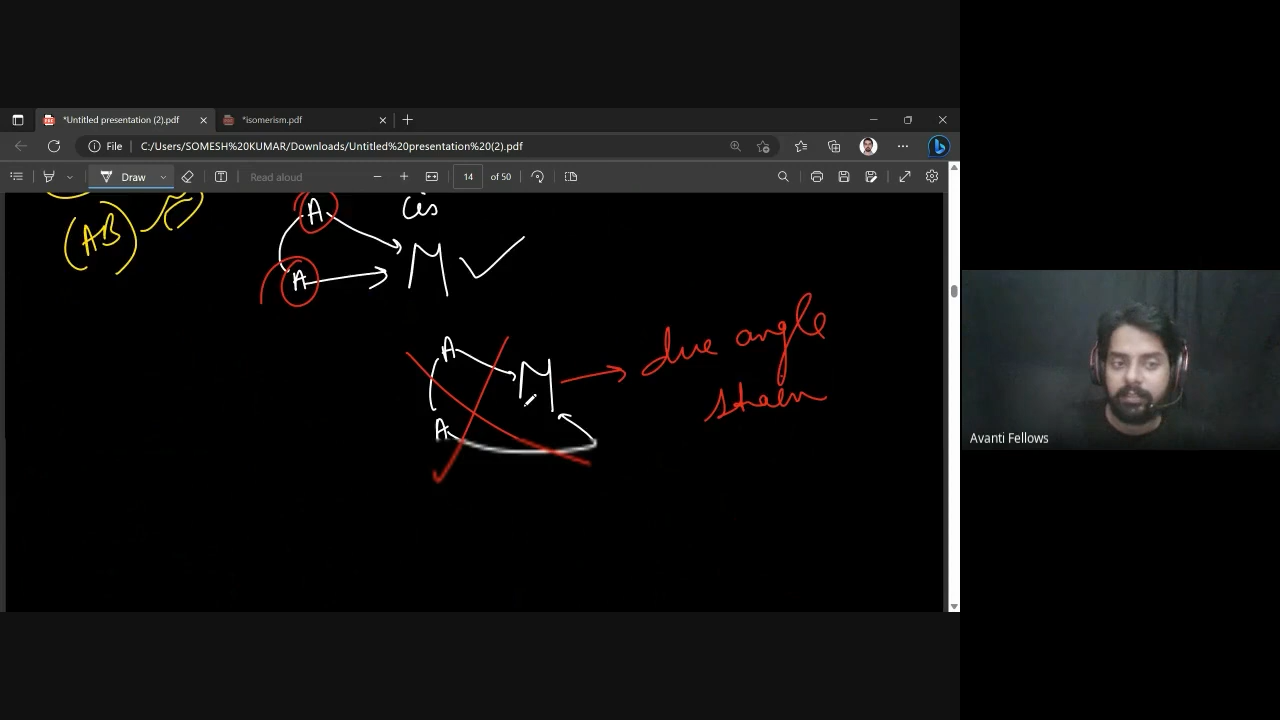 *Untitled presentation (2).pdf
*isomerism.pdf
File
C:/Users/SOMESH%20KUMAR/Downloads/Untitled%20presentation%20(2).pdf
Draw
Read aloud
14 of 50
(AB)
A
cis
A
M
A
M
due angle
A
strain
Avanti Fellows